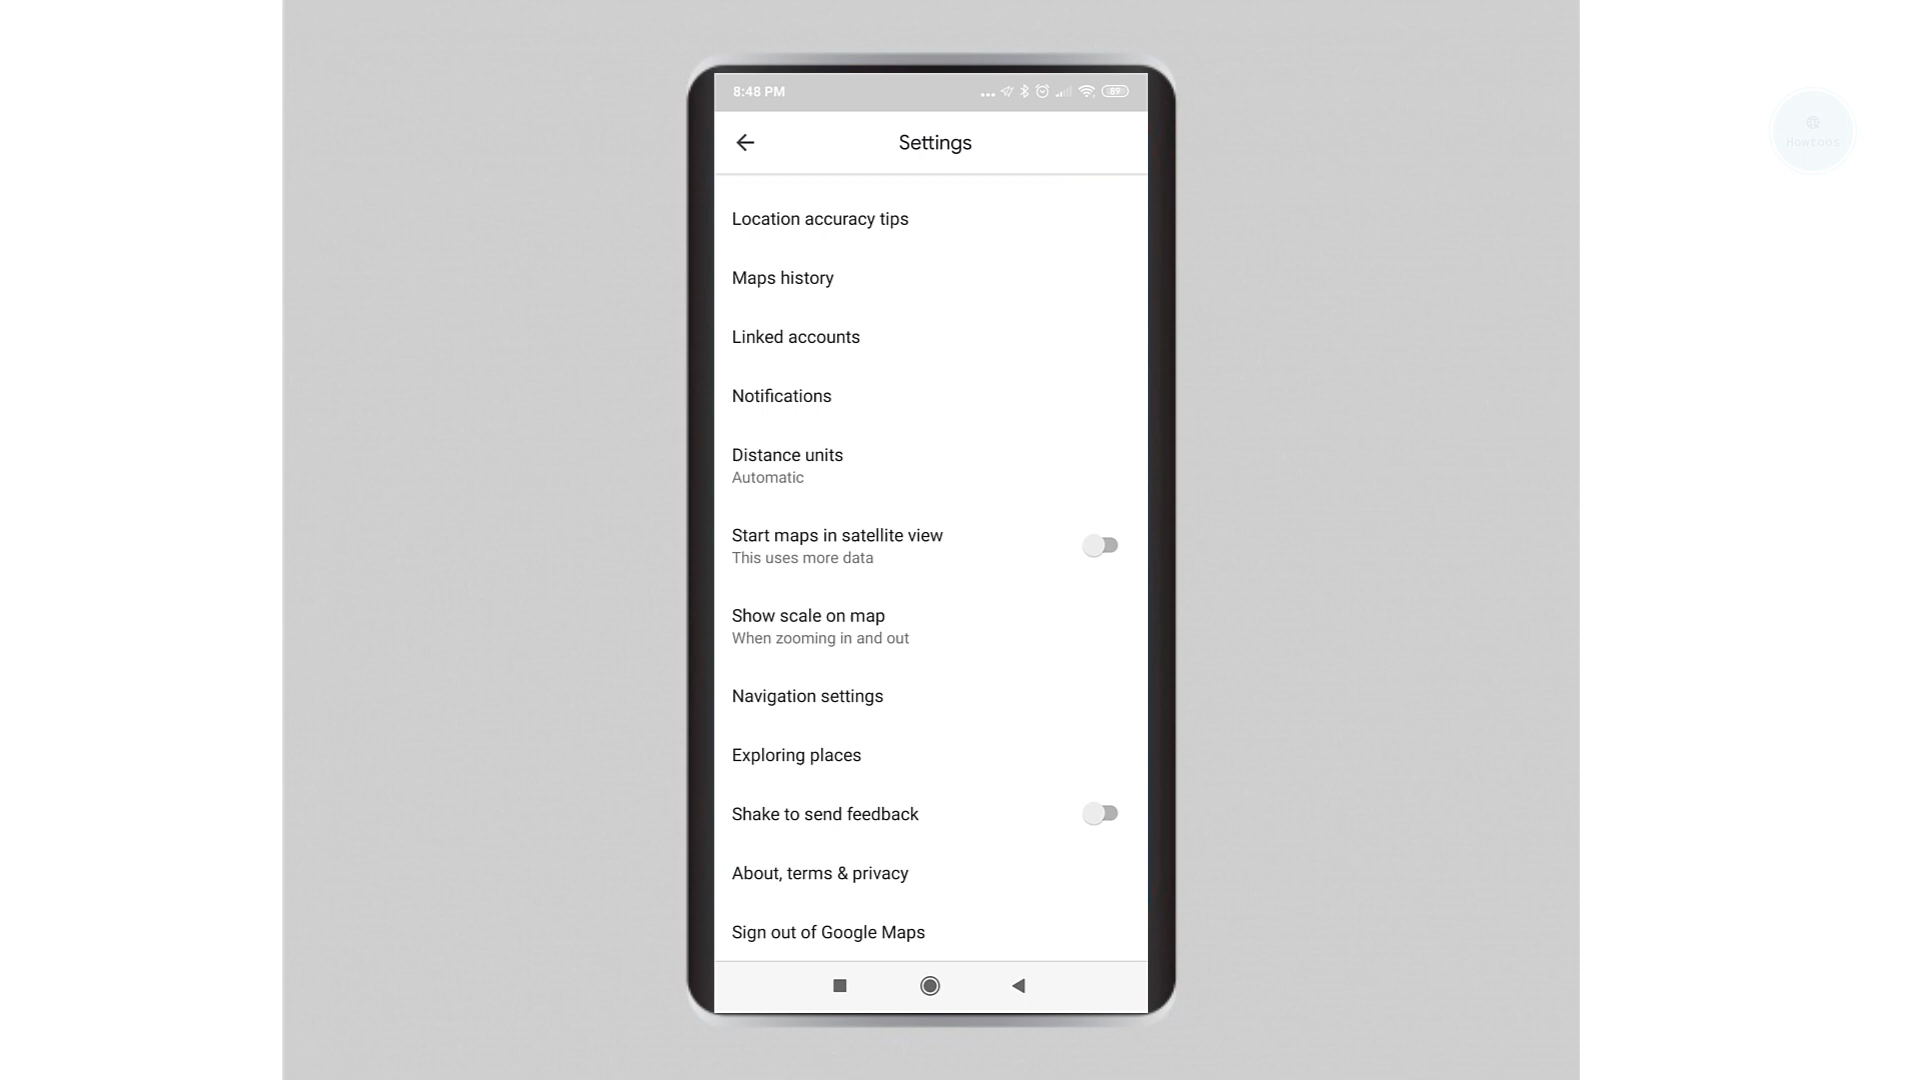 8:48 PM
89
Settings
Howtoos
Location accuracy tips
Maps history
Linked accounts
Notifications
Distance units
Automatic
Start maps in satellite view
This uses more data
Show scale on map
When zooming in and out
Navigation settings
Exploring places
Shake to send feedback
About, terms & privacy
Sign out of Google Maps